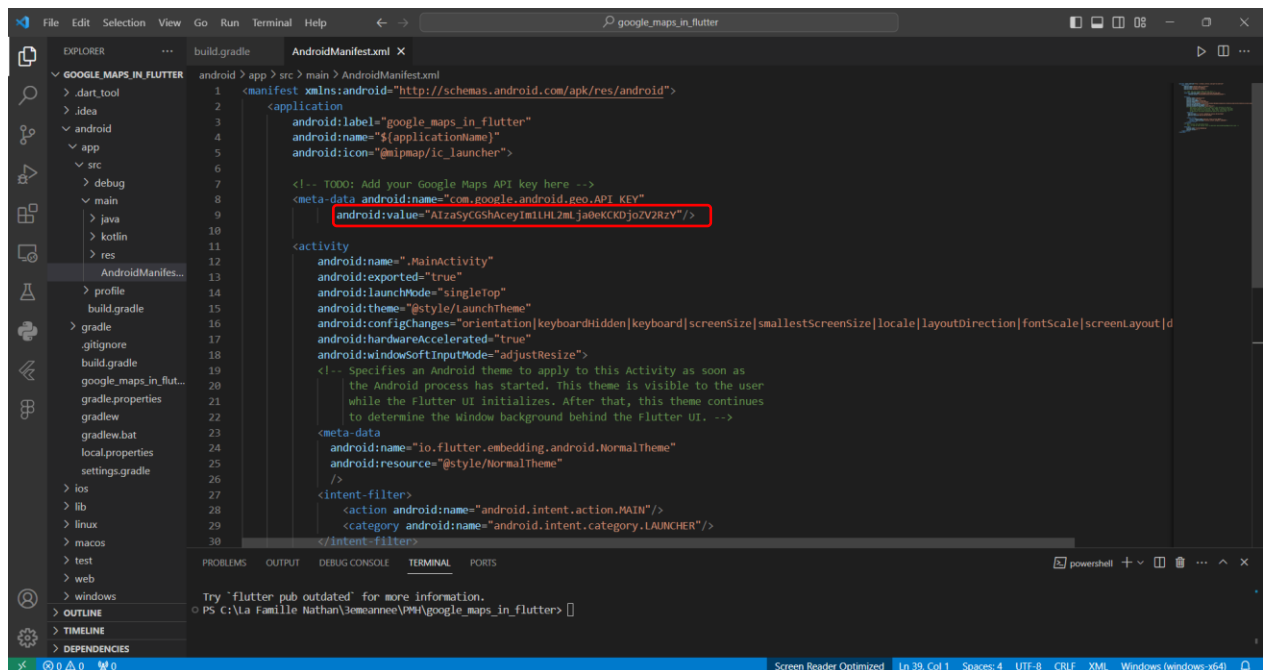 File Edit Selection View Go Run Terminal Help
google_maps_in_flutter
EXPLORER
GOOGLE_MAPS_IN_FLUTTER
.dart_tool
.idea
android
app
src
debug
main
java
kotlin
res
AndroidManifes...
profile
build.gradle
gradle
.gitignore
build.gradle
google_maps_in_flut...
gradle.properties
gradlew
gradlew.bat
local.properties
settings.gradle
ios
lib
linux
macos
test
web
windows
OUTLINE
TIMELINE
DEPENDENCIES
build.gradle AndroidManifest.xml
android > app > src > main > AndroidManifest.xml
1 <manifest xmlns:android="http://schemas.android.com/apk/res/android">
2 <application
3 android:label="google_maps_in_flutter"
4 android:name="${applicationName}"
5 android:icon="@mipmap/ic_launcher">
6
7 <!-- TODO: Add your Google Maps API key here -->
8 <meta-data android:name="com.google.android.geo.API_KEY"
9 android:value="AIzaSyCGShAceyIm1LHL2mLja0eKCKDjoZV2RzY"/>
10
11 <activity
12 android:name=".MainActivity"
13 android:exported="true"
14 android:launchMode="singleTop"
15 android:theme="@style/LaunchTheme"
16 android:configChanges="orientation|keyboardHidden|keyboard|screenSize|smallestScreenSize|locale|layoutDirection|fontScale|screenLayout|d
17 android:hardwareAccelerated="true"
18 android:windowSoftInputMode="adjustResize">
19 <!-- Specifies an Android theme to apply to this Activity as soon as
20 the Android process has started. This theme is visible to the user
21 while the Flutter UI initializes. After that, this theme continues
22 to determine the Window background behind the Flutter UI. -->
23 <meta-data
24 android:name="io.flutter.embedding.android.NormalTheme"
25 android:resource="@style/NormalTheme"
26 />
27 <intent-filter>
28 <action android:name="android.intent.action.MAIN"/>
29 <category android:name="android.intent.category.LAUNCHER"/>
30 </intent-filter>
PROBLEMS OUTPUT DEBUG CONSOLE TERMINAL PORTS
powershell
Try `flutter pub outdated` for more information.
PS C:\La Famille Nathan\3emeannee\PMH\google_maps_in_flutter>
0 0 0 Screen Reader Optimized Ln 39, Col 1 Spaces: 4 UTF-8 CRLF XML Windows (windows-x64)